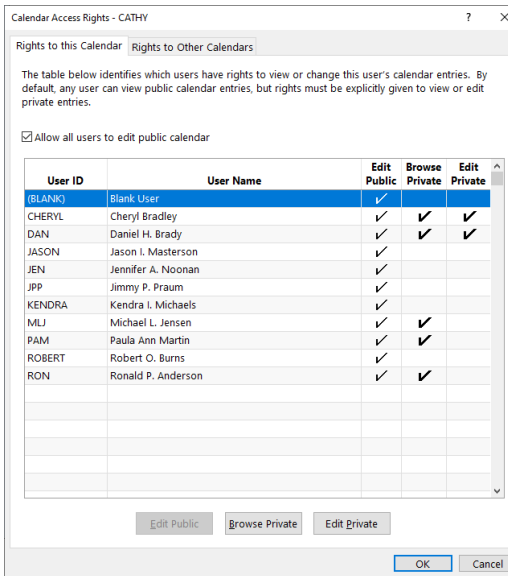 Calendar Access Rights - CATHY
Rights to this Calendar Rights to Other Calendars
The table below identifies which users have rights to view or change this user's calendar entries. By
default, any user can view public calendar entries, but rights must be explicitly given to view or edit
private entries.
Allow all users to edit public calendar
User ID User Name Edit Public Browse Private Edit Private
(BLANK) Blank User ✓
CHERYL Cheryl Bradley ✓ ✓ ✓
DAN Daniel H. Brady ✓ ✓ ✓
JASON Jason I. Masterson ✓
JEN Jennifer A. Noonan ✓
JPP Jimmy P. Praum ✓
KENDRA Kendra I. Michaels ✓
MLJ Michael L. Jensen ✓ ✓
PAM Paula Ann Martin ✓ ✓
ROBERT Robert O. Burns ✓
RON Ronald P. Anderson ✓ ✓
Edit Public Browse Private Edit Private
OK Cancel